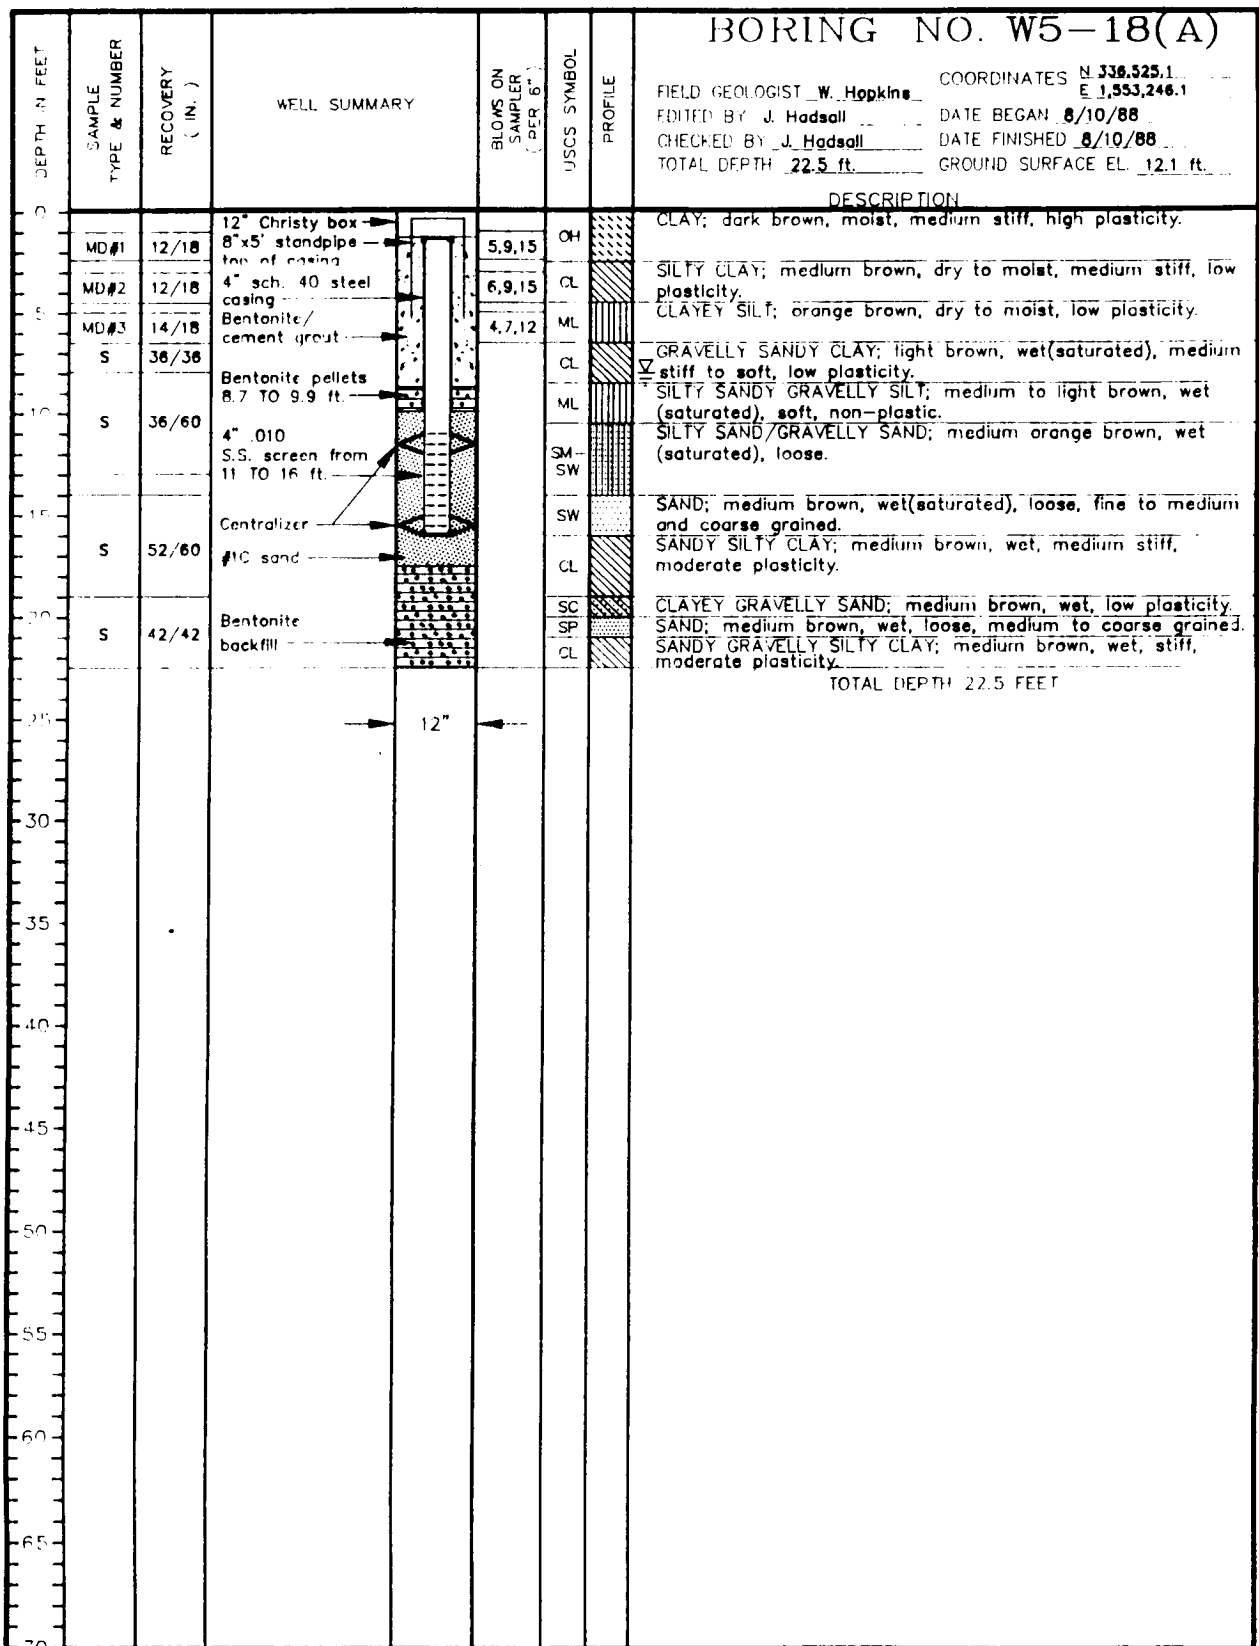 BORING NO. W5-18(A)
FIELD GEOLOGIST W. Hopkins
COORDINATES N 336,525.1
E 1,553,246.1
EDITED BY J. Hadsall
DATE BEGAN 8/10/88
CHECKED BY J. Hadsall
DATE FINISHED 8/10/88
TOTAL DEPTH 22.5 ft.
GROUND SURFACE EL. 12.1 ft.
DEPTH IN FEET
SAMPLE TYPE & NUMBER
RECOVERY ( IN. )
WELL SUMMARY
BLOWS ON SAMPLER ( PER 6" )
USCS SYMBOL
PROFILE
DESCRIPTION
0
5
10
15
20
25
30
35
40
45
50
55
60
65
70
MD#1
MD#2
MD#3
S
S
S
S
12/18
12/18
14/18
36/36
36/60
52/60
42/42
12" Christy box
8"x5' standpipe
top of casing
4" sch. 40 steel
casing
Bentonite/
cement grout
Bentonite pellets
8.7 TO 9.9 ft.
4" .010
S.S. screen from
11 TO 16 ft.
Centralizer
#1C sand
Bentonite
backfill
12"
5,9,15
6,9,15
4,7,12
OH
CL
ML
CL
ML
SM-
SW
SW
CL
SC
SP
CL
CLAY; dark brown, moist, medium stiff, high plasticity.
SILTY CLAY; medium brown, dry to moist, medium stiff, low
plasticity.
CLAYEY SILT; orange brown, dry to moist, low plasticity.
GRAVELLY SANDY CLAY; light brown, wet(saturated), medium
stiff to soft, low plasticity.
SILTY SANDY GRAVELLY SILT; medium to light brown, wet
(saturated), soft, non-plastic.
SILTY SAND/GRAVELLY SAND; medium orange brown, wet
(saturated), loose.
SAND; medium brown, wet(saturated), loose, fine to medium
and coarse grained.
SANDY SILTY CLAY; medium brown, wet, medium stiff,
moderate plasticity.
CLAYEY GRAVELLY SAND; medium brown, wet, low plasticity.
SAND; medium brown, wet, loose, medium to coarse grained.
SANDY GRAVELLY SILTY CLAY; medium brown, wet, stiff,
moderate plasticity.
TOTAL DEPTH 22.5 FEET